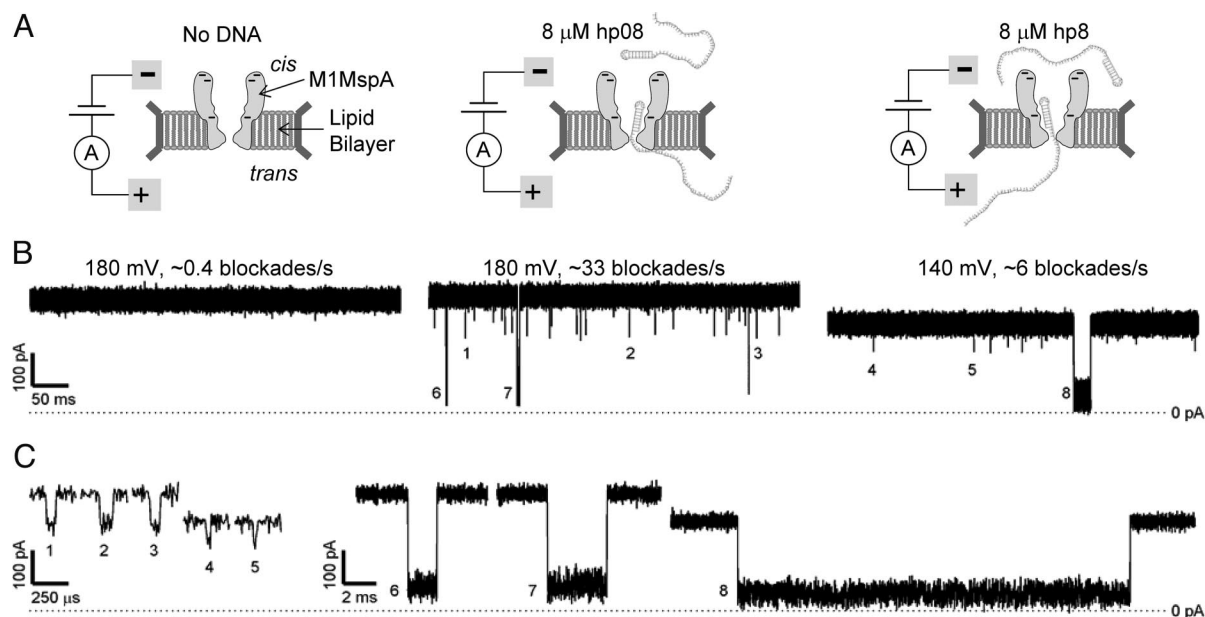 A
No DNA
8 μM hp08
8 μM hp8
cis
M1MspA
Lipid
Bilayer
trans
−
A
+
−
A
+
−
A
+
B
180 mV, ~0.4 blockades/s
180 mV, ~33 blockades/s
140 mV, ~6 blockades/s
100 pA
50 ms
1
2
3
4
5
6
7
8
0 pA
C
100 pA
250 μs
1
2
3
4
5
100 pA
2 ms
6
7
8
0 pA